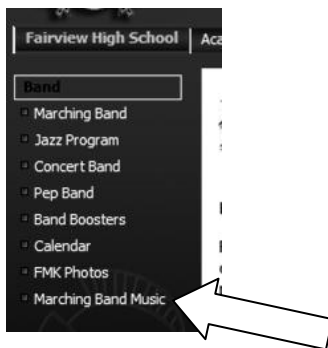 Fairview High School Aca
Band
Marching Band
Jazz Program
Concert Band
Pep Band
Band Boosters
Calendar
FMK Photos
Marching Band Music